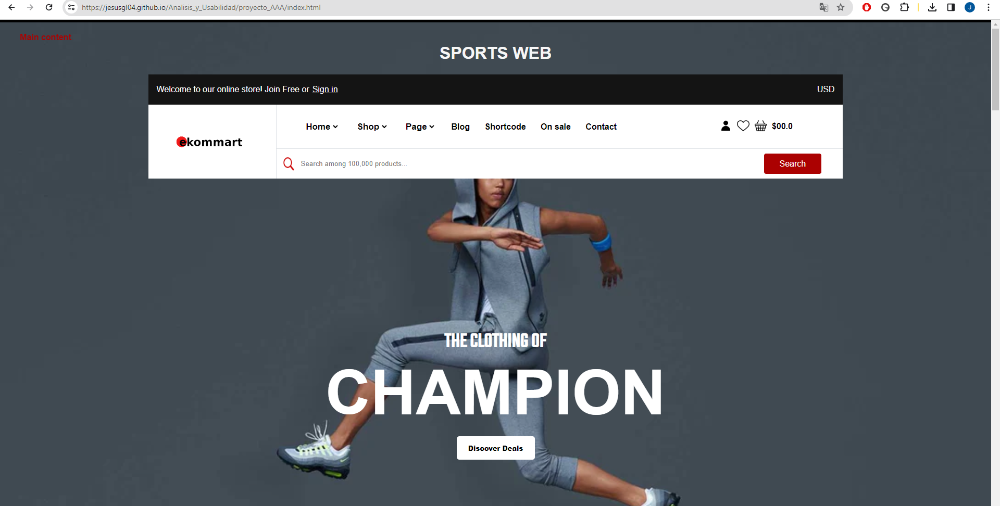 https://jesusgl04.github.io/Analisis_y_Usabilidad/proyecto_AAA/index.html
J
Main content
SPORTS WEB
Welcome to our online store! Join Free or Sign in
USD
ekommart
Home Shop Page Blog Shortcode On sale Contact
$00.0
Search among 100,000 products...
Search
THE CLOTHING OF
CHAMPION
Discover Deals